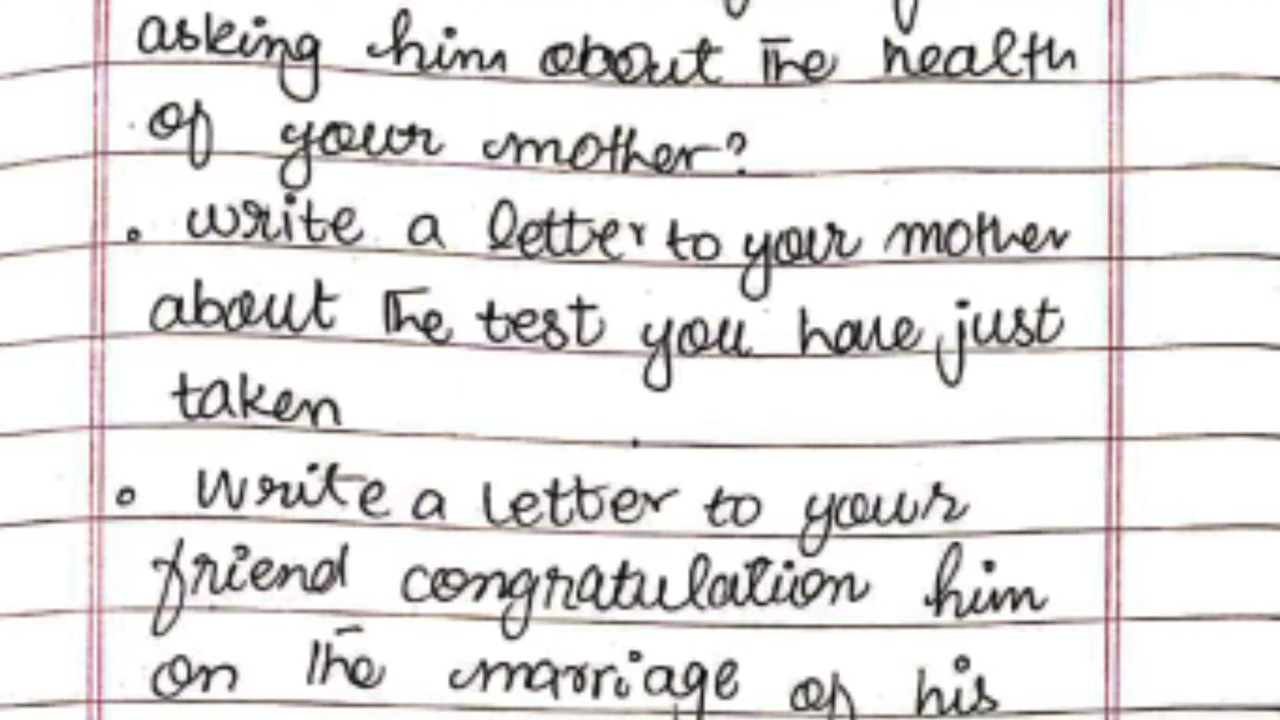 asking him about the health
of your mother?
. write a letter to your mother
about the test you have just
taken
. Write a letter to your
friend congratulation him
on the marriage of his